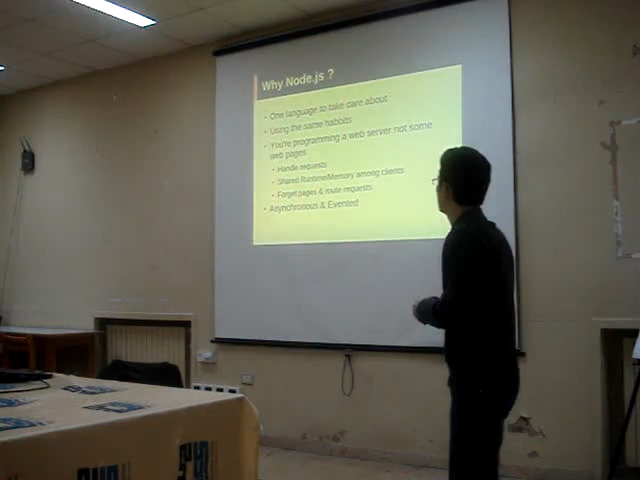 Why Node.js ?
• One language to take care about
• Using the same habbits
• You're programming a web server not some
web pages
• Handle requests
• Shared Runtime/Memory among clients
• Forget pages & route requests
• Asynchronous & Evented